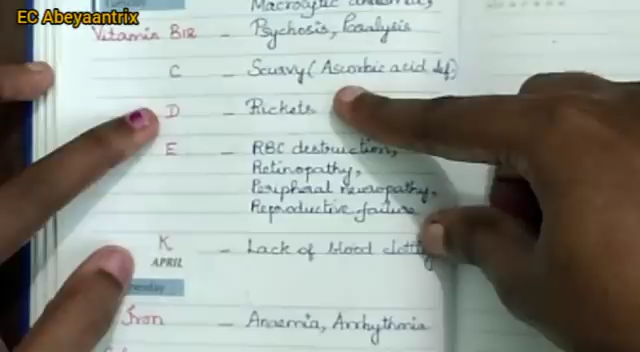 EC Abeyaantrix
Macrocytic
Vitamin B12 - Psychosis, Paralysis
C - Scurvy (Ascorbic acid def)
D - Rickets
E - RBC destruction,
Retinopathy,
Peripheral neuropathy,
Reproductive failure
K - Lack of blood clotting
APRIL
Iron - Anaemia, Arrhythmia